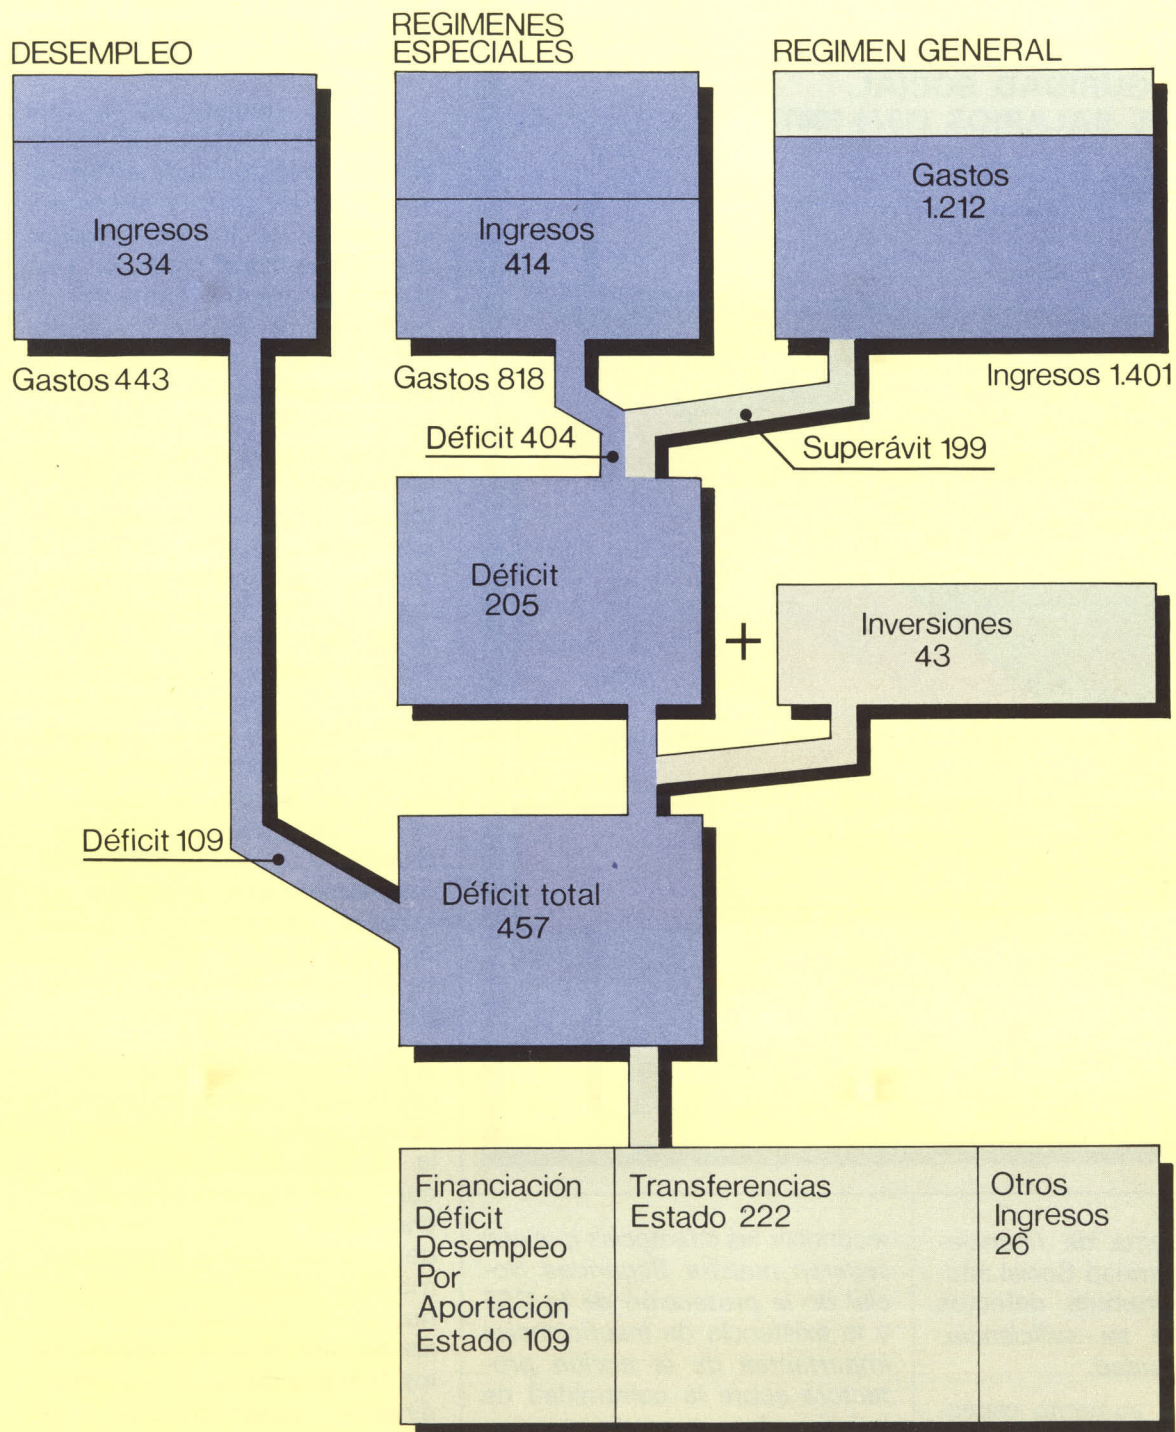 DESEMPLEO
REGIMENES
ESPECIALES
REGIMEN GENERAL
Ingresos
334
Ingresos
414
Gastos
1.212
Gastos 443
Gastos 818
Ingresos 1.401
Déficit 404
Superávit 199
Déficit
205
+
Inversiones
43
Déficit 109
Déficit total
457
Financiación
Déficit
Desempleo
Por
Aportación
Estado 109
Transferencias
Estado 222
Otros
Ingresos
26